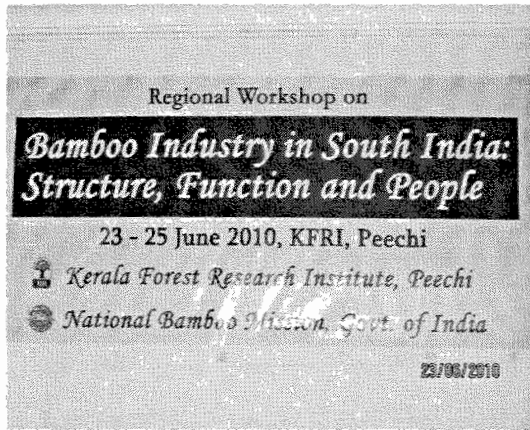 Regional Workshop on
Bamboo Industry in South India:
Structure, Function and People
23 - 25 June 2010, KFRI, Peechi
Kerala Forest Research Institute, Peechi
National Bamboo Mission, Govt. of India
23/06/2010